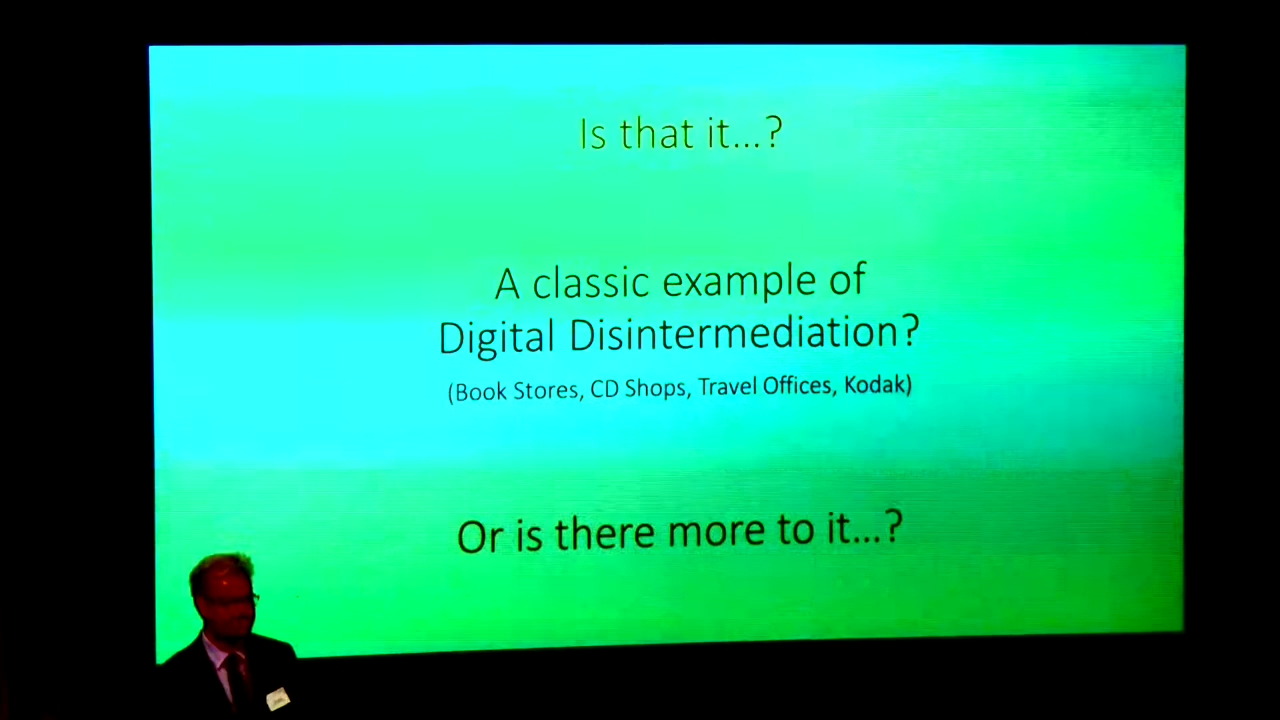 Is that it...?
A classic example of
Digital Disintermediation?
(Book Stores, CD Shops, Travel Offices, Kodak)
Or is there more to it...?